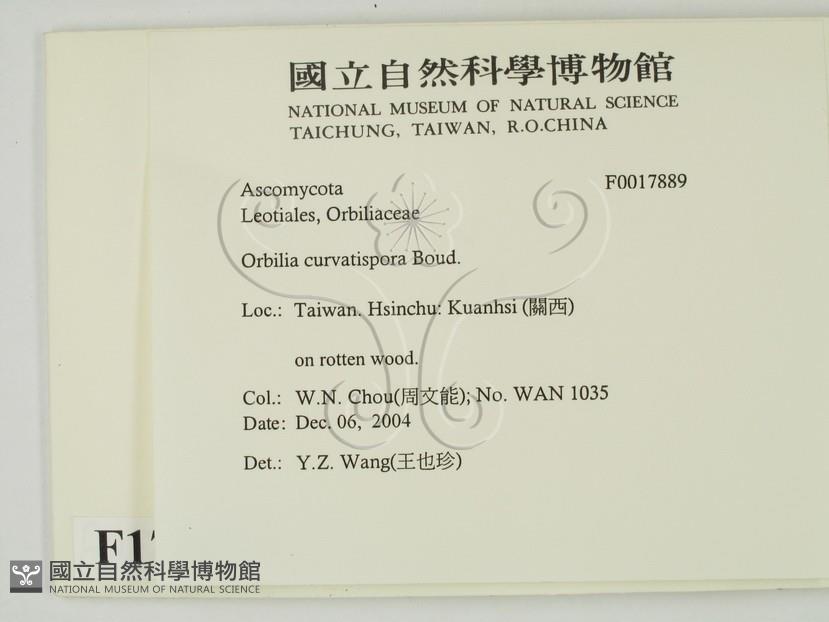 國立自然科學博物館
NATIONAL MUSEUM OF NATURAL SCIENCE
TAICHUNG, TAIWAN, R.O.CHINA
Ascomycota F0017889
Leotiales, Orbiliaceae
Orbilia curvatispora Boud.
Loc.: Taiwan. Hsinchu: Kuanhsi (關西)
on rotten wood.
Col.: W.N. Chou(周文能); No. WAN 1035
Date: Dec. 06, 2004
Det.: Y.Z. Wang(王也珍)
國立自然科學博物館
NATIONAL MUSEUM OF NATURAL SCIENCE